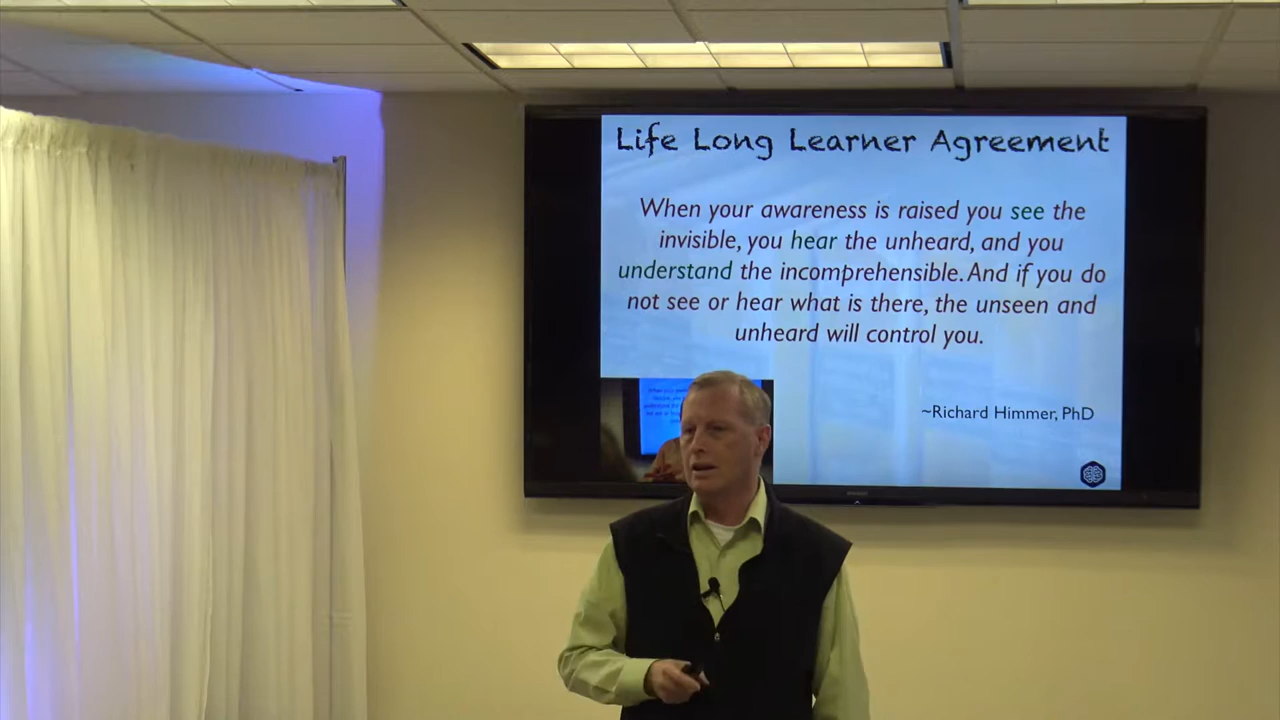 Life Long Learner Agreement
When your awareness is raised you see the
invisible, you hear the unheard, and you
understand the incomprehensible. And if you do
not see or hear what is there, the unseen and
unheard will control you.
~Richard Himmer, PhD